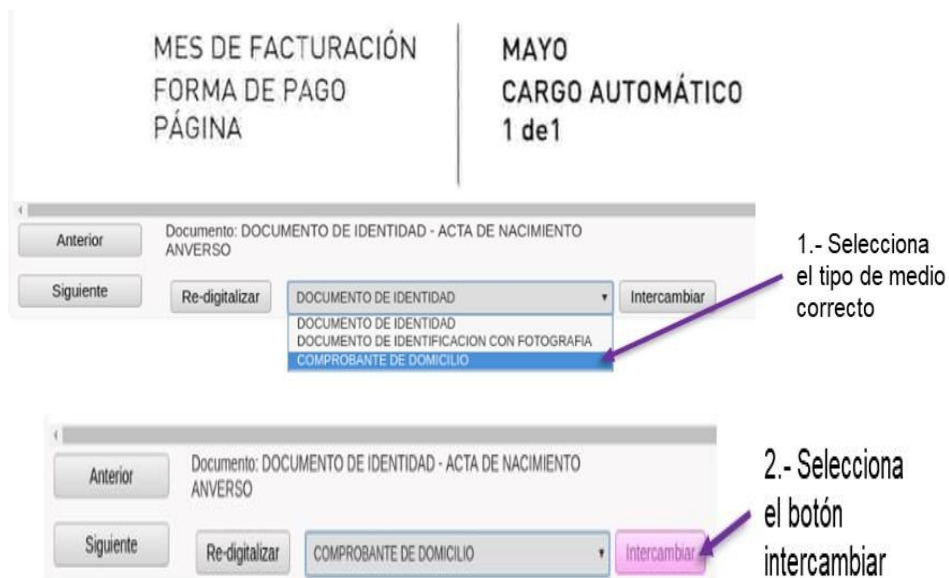 MES DE FACTURACIÓN
FORMA DE PAGO
PÁGINA
MAYO
CARGO AUTOMÁTICO
1 de1
Anterior
Documento: DOCUMENTO DE IDENTIDAD - ACTA DE NACIMIENTO
ANVERSO
Siguiente
Re-digitalizar
DOCUMENTO DE IDENTIDAD
Intercambiar
DOCUMENTO DE IDENTIDAD
DOCUMENTO DE IDENTIFICACION CON FOTOGRAFIA
COMPROBANTE DE DOMICILIO
1.- Selecciona
el tipo de medio
correcto
Anterior
Documento: DOCUMENTO DE IDENTIDAD - ACTA DE NACIMIENTO
ANVERSO
Siguiente
Re-digitalizar
COMPROBANTE DE DOMICILIO
Intercambiar
2.- Selecciona
el botón
intercambiar